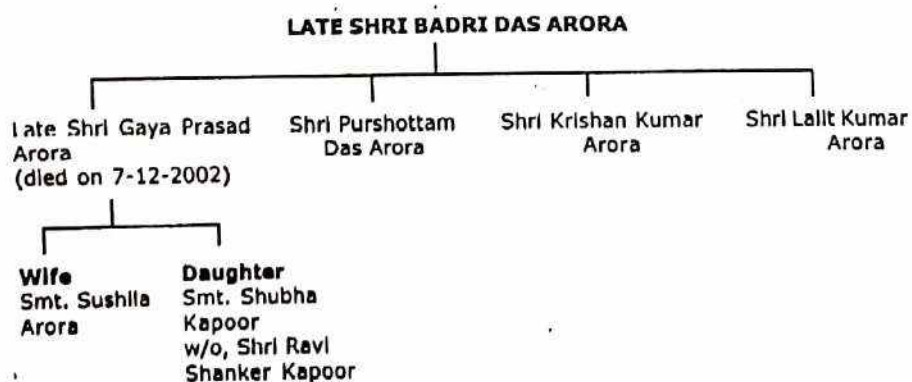 LATE SHRI BADRI DAS ARORA
Late Shri Gaya Prasad
Arora
(died on 7-12-2002)
Shri Purshottam
Das Arora
Shri Krishan Kumar
Arora
Shri Lalit Kumar
Arora
Wife
Smt. Sushila
Arora
Daughter
Smt. Shubha
Kapoor
w/o, Shri Ravi
Shanker Kapoor